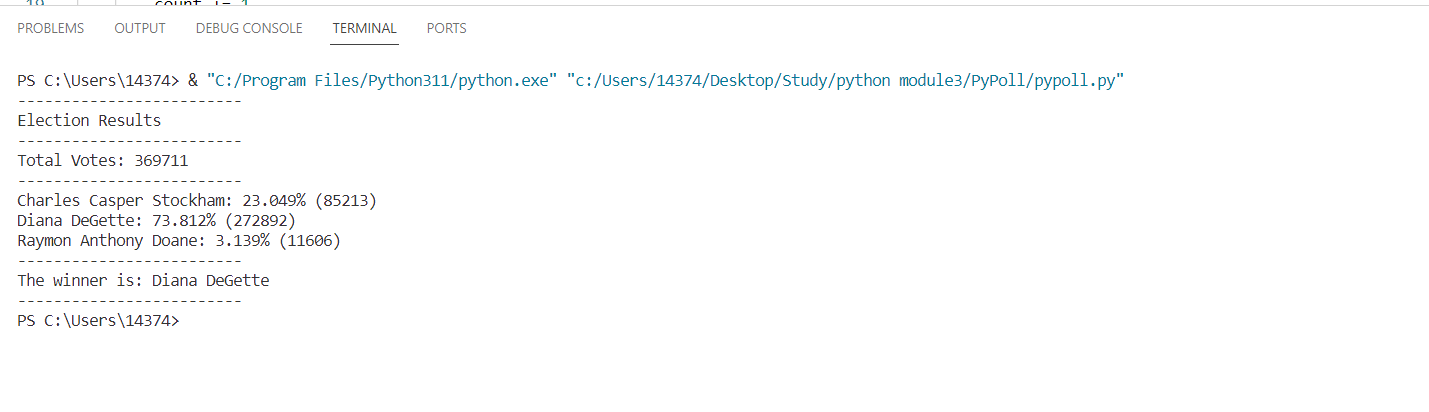 19 count += 1
PROBLEMS OUTPUT DEBUG CONSOLE TERMINAL PORTS
PS C:\Users\14374> & "C:/Program Files/Python311/python.exe" "c:/Users/14374/Desktop/Study/python module3/PyPoll/pypoll.py"
-------------------------
Election Results
-------------------------
Total Votes: 369711
-------------------------
Charles Casper Stockham: 23.049% (85213)
Diana DeGette: 73.812% (272892)
Raymon Anthony Doane: 3.139% (11606)
-------------------------
The winner is: Diana DeGette
-------------------------
PS C:\Users\14374>